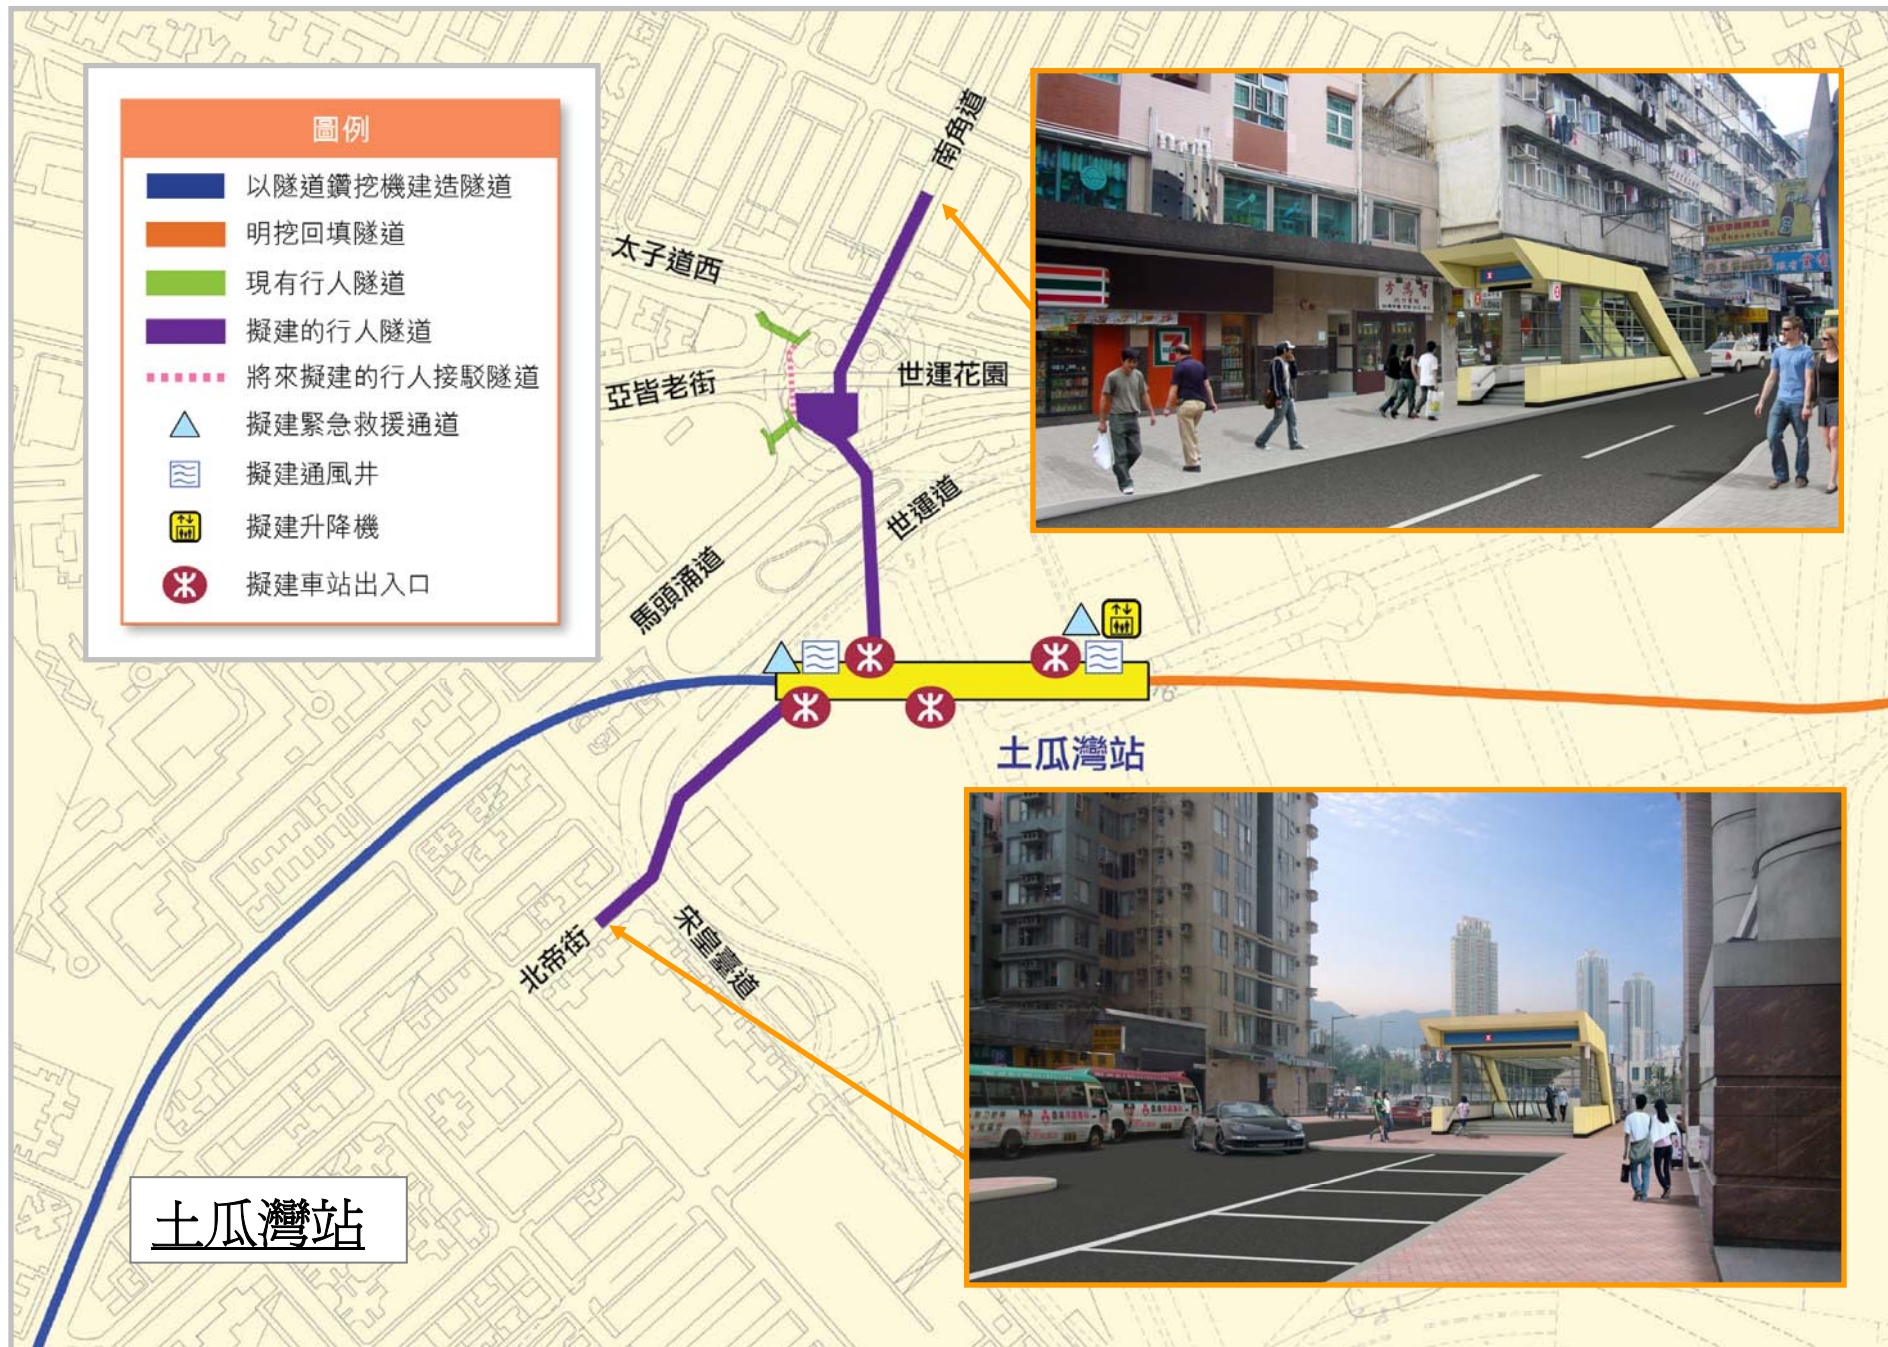 圖例
以隧道鑽挖機建造隧道
明挖回填隧道
現有行人隧道
擬建的行人隧道
將來擬建的行人接駁隧道
擬建緊急救援通道
擬建通風井
擬建升降機
擬建車站出入口
南角道
太子道西
世運花園
亞皆老街
世運道
馬頭涌道
土瓜灣站
宋皇臺道
北帝街
土瓜灣站